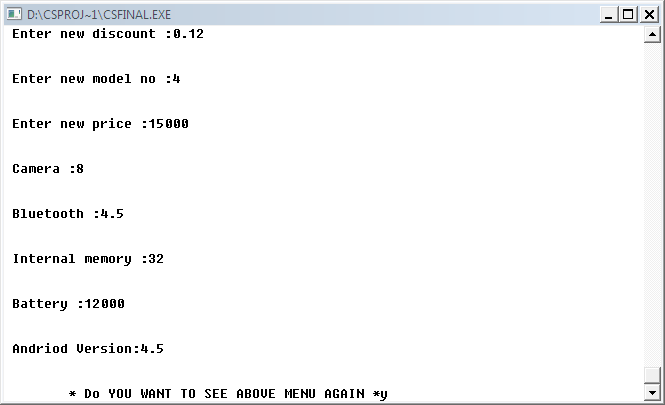 D:\CSPROJ~1\CSFINAL.EXE
Enter new discount :0.12
Enter new model no :4
Enter new price :15000
Camera :8
Bluetooth :4.5
Internal memory :32
Battery :12000
Andriod Version:4.5
* Do YOU WANT TO SEE ABOVE MENU AGAIN *y